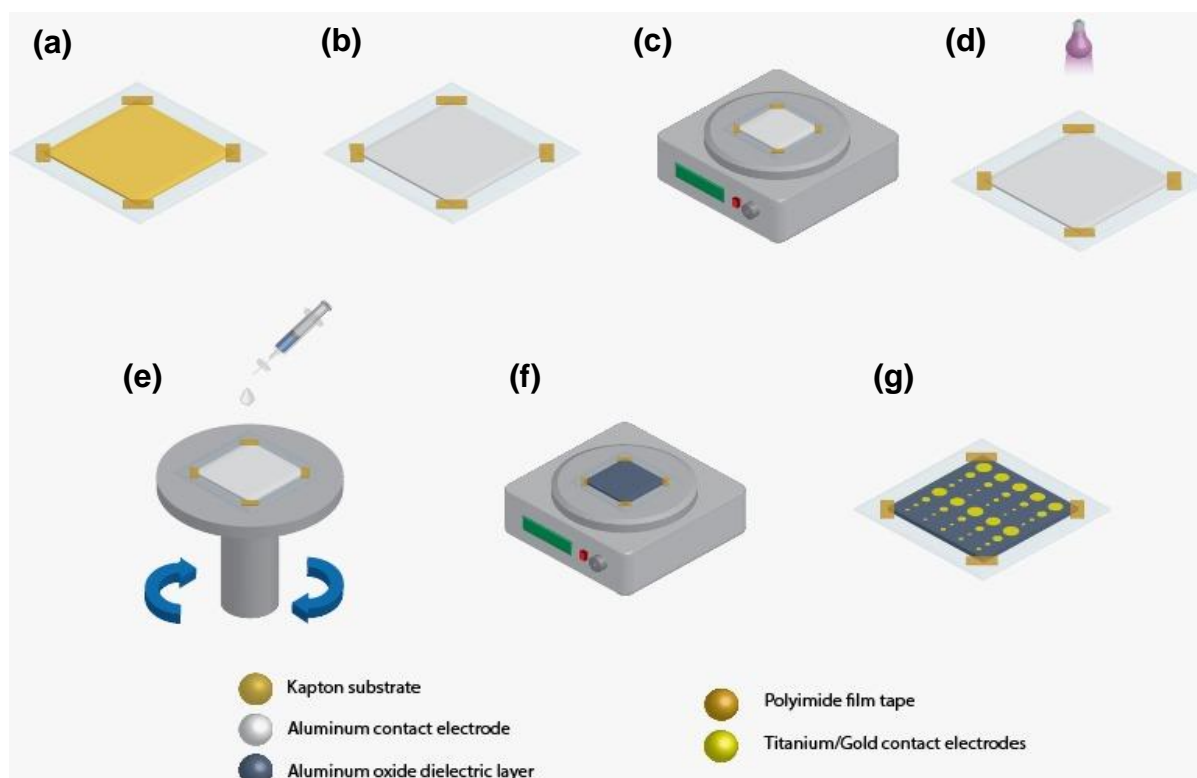 (a)
(b)
(c)
(d)
(e)
(f)
(g)
Kapton substrate
Aluminum contact electrode
Aluminum oxide dielectric layer
Polyimide film tape
Titanium/Gold contact electrodes